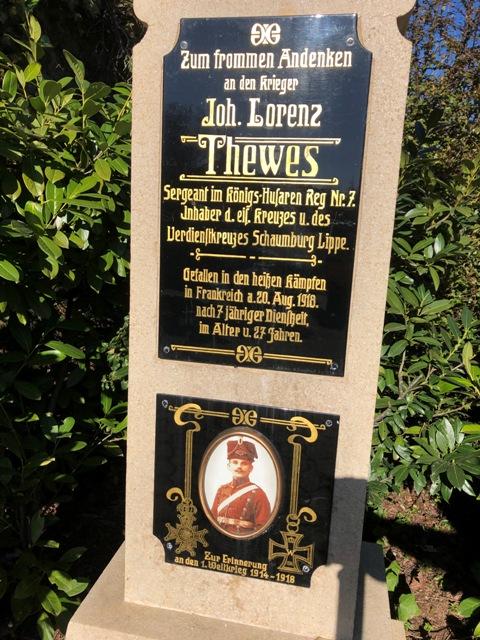 Zum frommen Andenken
an den Krieger
Joh. Lorenz
Thewes
Sergeant im Königs-Husaren Reg Nr. 7.
Inhaber d. eis. Kreuzes u. des
Verdienstkreuzes Schaumburg Lippe.
Gefallen in den heißen Kämpfen
in Frankreich a. 20. Aug. 1918.
nach 7 jähriger Dienstzeit,
im Alter v. 27 Jahren.
Zur Erinnerung
an den 1. Weltkrieg 1914-1918